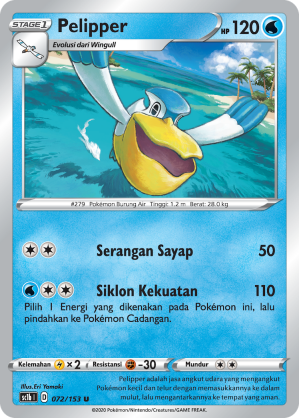 STAGE 1 Pelipper HP 120
Evolusi dari Wingull
#279 Pokémon Burung Air Tinggi: 1.2 m Berat: 28.0 kg
Serangan Sayap 50
Siklon Kekuatan 110
Pilih 1 Energi yang dikenakan pada Pokémon ini, lalu
pindahkan ke Pokémon Cadangan.
Kelemahan ×2 Resistansi -30 Mundur
Illus. Eri Yamaki
sc1b I D 072/153 U
Pelipper adalah jasa angkut udara yang mengangkut
Pokémon kecil dan telur dengan memasukkannya ke
dalam mulut dan mengantarkannya ke tempat yang aman.
©2020 Pokémon/Nintendo/Creatures/GAME FREAK.